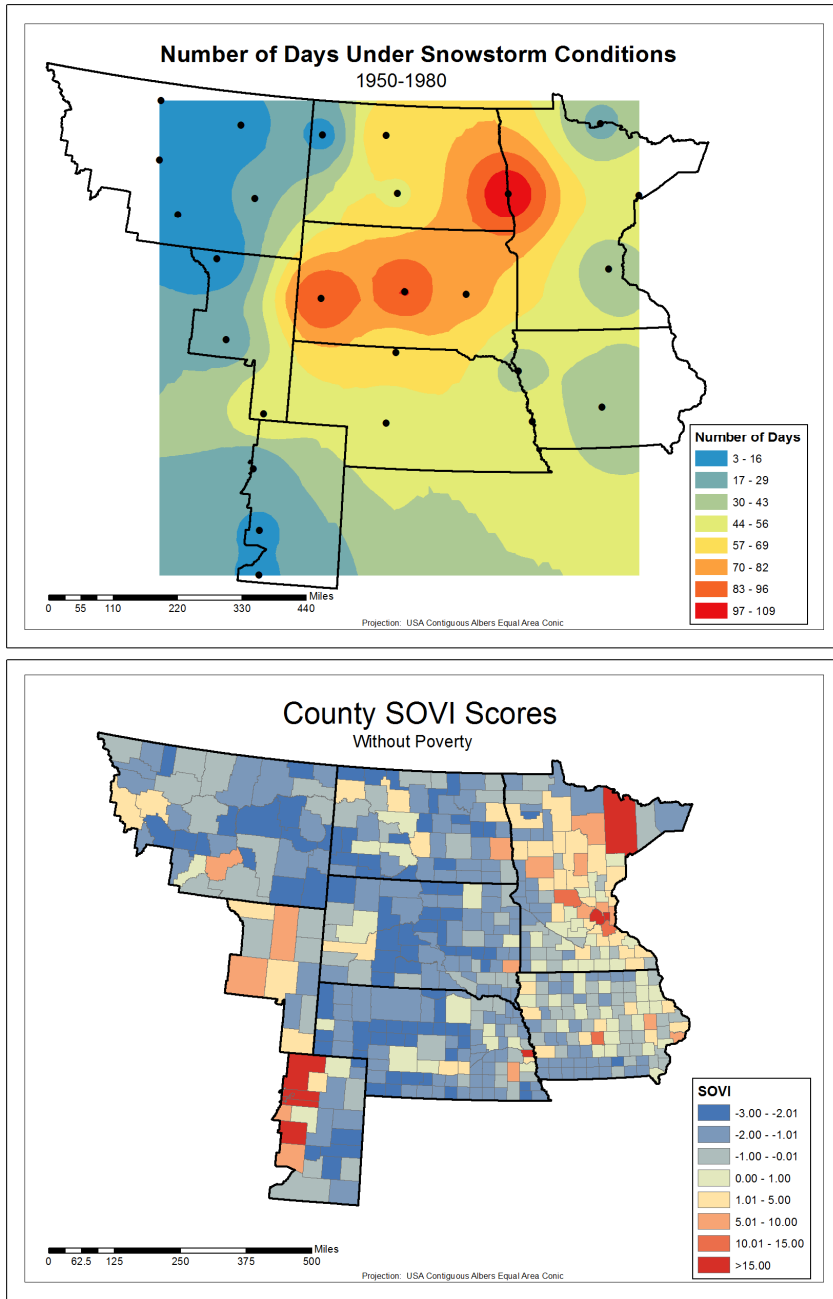 Number of Days Under Snowstorm Conditions
1950-1980
Number of Days
3 - 16
17 - 29
30 - 43
44 - 56
57 - 69
70 - 82
83 - 96
97 - 109
Miles
0 55 110 220 330 440
Projection: USA Contiguous Albers Equal Area Conic
County SOVI Scores
Without Poverty
SOVI
-3.00 - -2.01
-2.00 - -1.01
-1.00 - -0.01
0.00 - 1.00
1.01 - 5.00
5.01 - 10.00
10.01 - 15.00
>15.00
Miles
0 62.5 125 250 375 500
Projection: USA Contiguous Albers Equal Area Conic